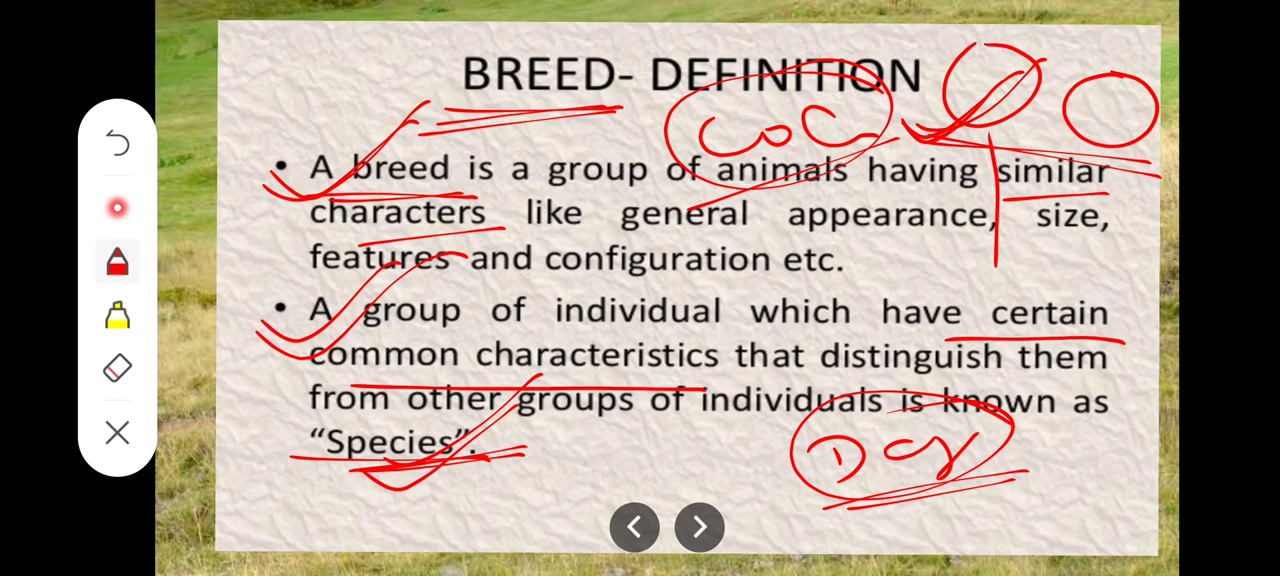 BREED- DEFINITION
• A breed is a group of animals having similar
characters like general appearance, size,
features and configuration etc.
• A group of individual which have certain
common characteristics that distinguish them
from other groups of individuals is known as
“Species”.